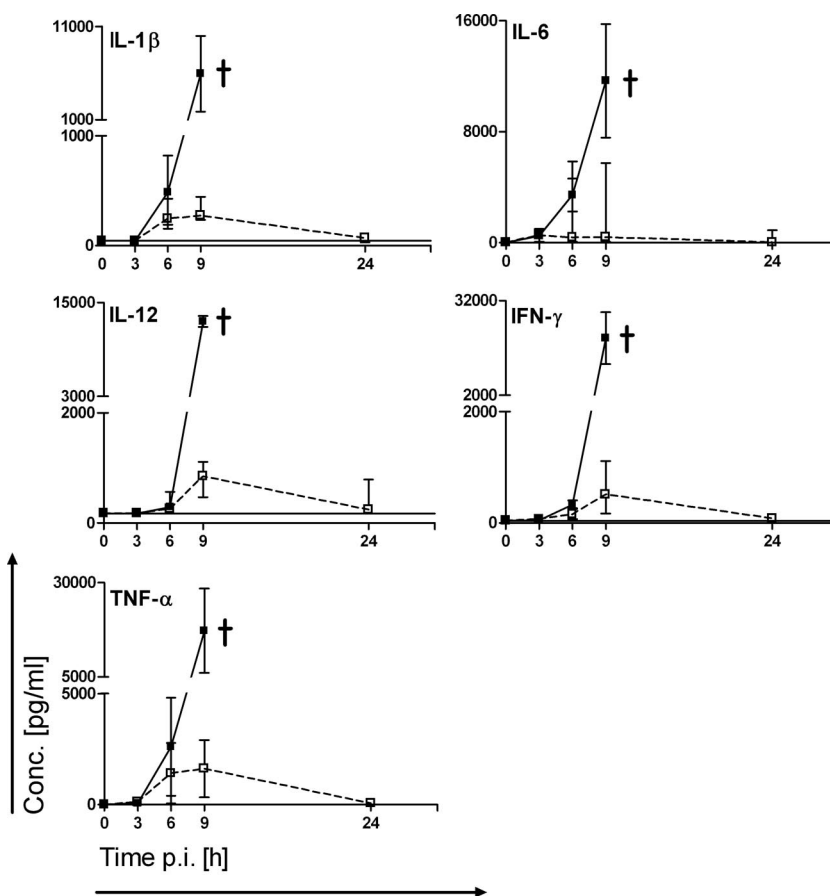 IL-1β
11000
1000
1000
0
0 3 6 9 24
†
IL-6
16000
8000
0
0 3 6 9 24
†
IL-12
15000
3000
2000
0
0 3 6 9 24
†
IFN-γ
32000
2000
2000
0
0 3 6 9 24
†
TNF-α
30000
5000
5000
0
0 3 6 9 24
†
Conc. [pg/ml]
Time p.i. [h]